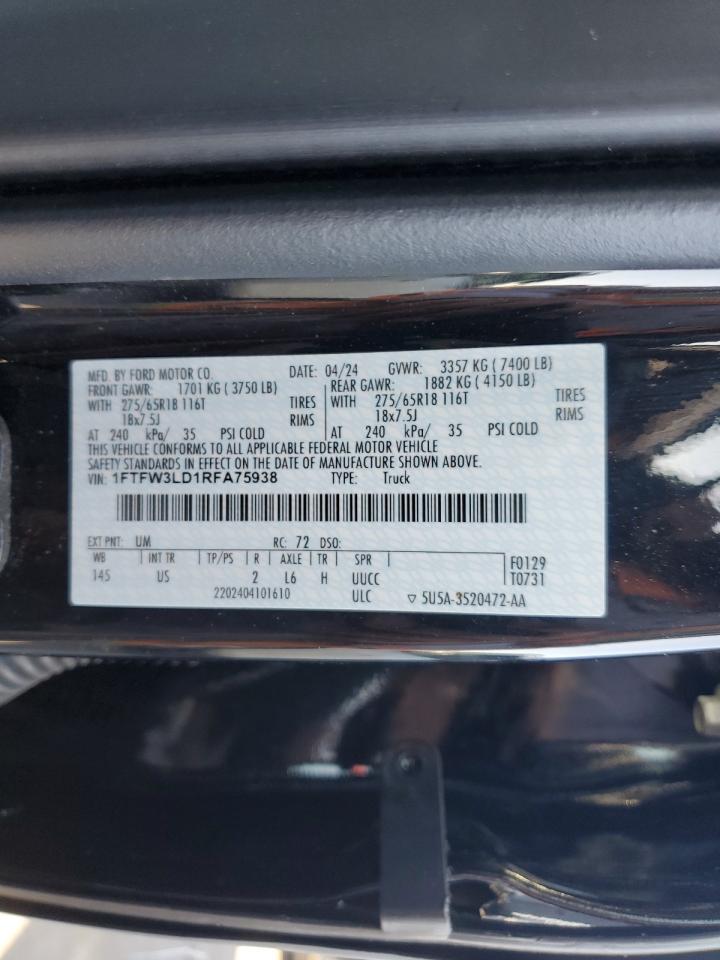 MFD. BY FORD MOTOR CO. DATE: 04/24 GVWR: 3357 KG ( 7400 LB)
FRONT GAWR: 1701 KG ( 3750 LB) REAR GAWR: 1882 KG ( 4150 LB)
WITH 275/65R18 116T WITH 275/65R18 116T TIRES
18x7.5J RIMS 18x7.5J RIMS
AT 240 kPa/ 35 PSI COLD AT 240 kPa/ 35 PSI COLD
THIS VEHICLE CONFORMS TO ALL APPLICABLE FEDERAL MOTOR VEHICLE
SAFETY STANDARDS IN EFFECT ON THE DATE OF MANUFACTURE SHOWN ABOVE.
VIN: 1FTFW3LD1RFA75938 TYPE: Truck
EXT PNT: UM RC: 72 DSO:
WB INT TR TP/PS R AXLE TR SPR F0129
145 US 2 L6 H UUCC T0731
2202404101610 ULC ▽ 5U5A-3520472-AA